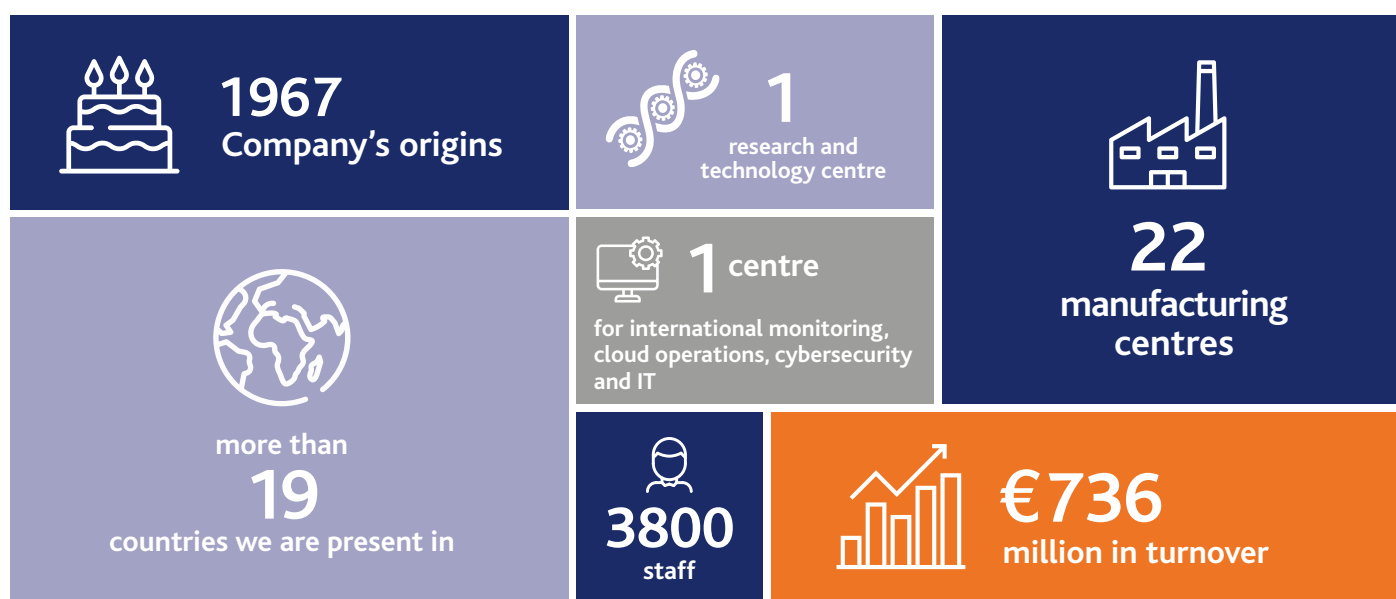 1967
Company's origins
1
research and
technology centre
22
manufacturing
centres
more than
19
countries we are present in
1 centre
for international monitoring,
cloud operations, cybersecurity
and IT
3800
staff
€736
million in turnover